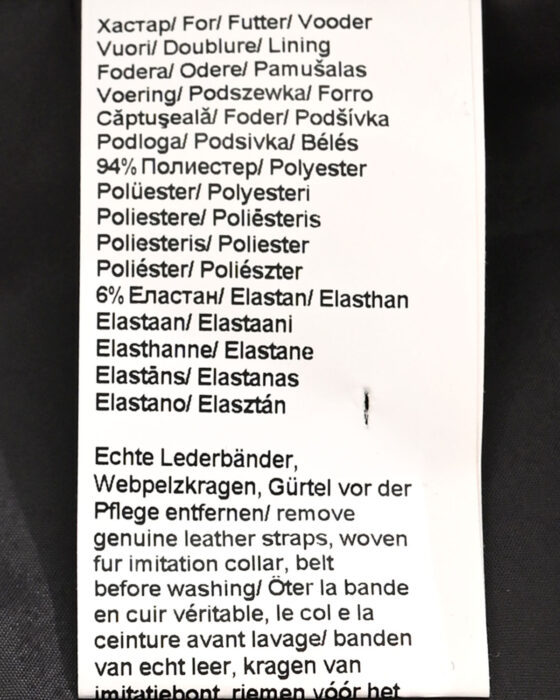 Хастар/ For/ Futter/ Vooder
Vuori/ Doublure/ Lining
Fodera/ Odere/ Pamušalas
Voering/ Podszewka/ Forro
Căptuşeală/ Foder/ Podšívka
Podloga/ Podsivka/ Bélés
94% Полиестер/ Polyester
Polüester/ Polyesteri
Poliestere/ Poliēsteris
Poliesteris/ Poliester
Poliéster/ Poliészter
6% Еластан/ Elastan/ Elasthan
Elastaan/ Elastaani
Elasthanne/ Elastane
Elastāns/ Elastanas
Elastano/ Elasztán
Echte Lederbänder,
Webpelzkragen, Gürtel vor der
Pflege entfernen/ remove
genuine leather straps, woven
fur imitation collar, belt
before washing/ Öter la bande
en cuir véritable, le col e la
ceinture avant lavage/ banden
van echt leer, kragen van
imitatiebont, riemen vóór het